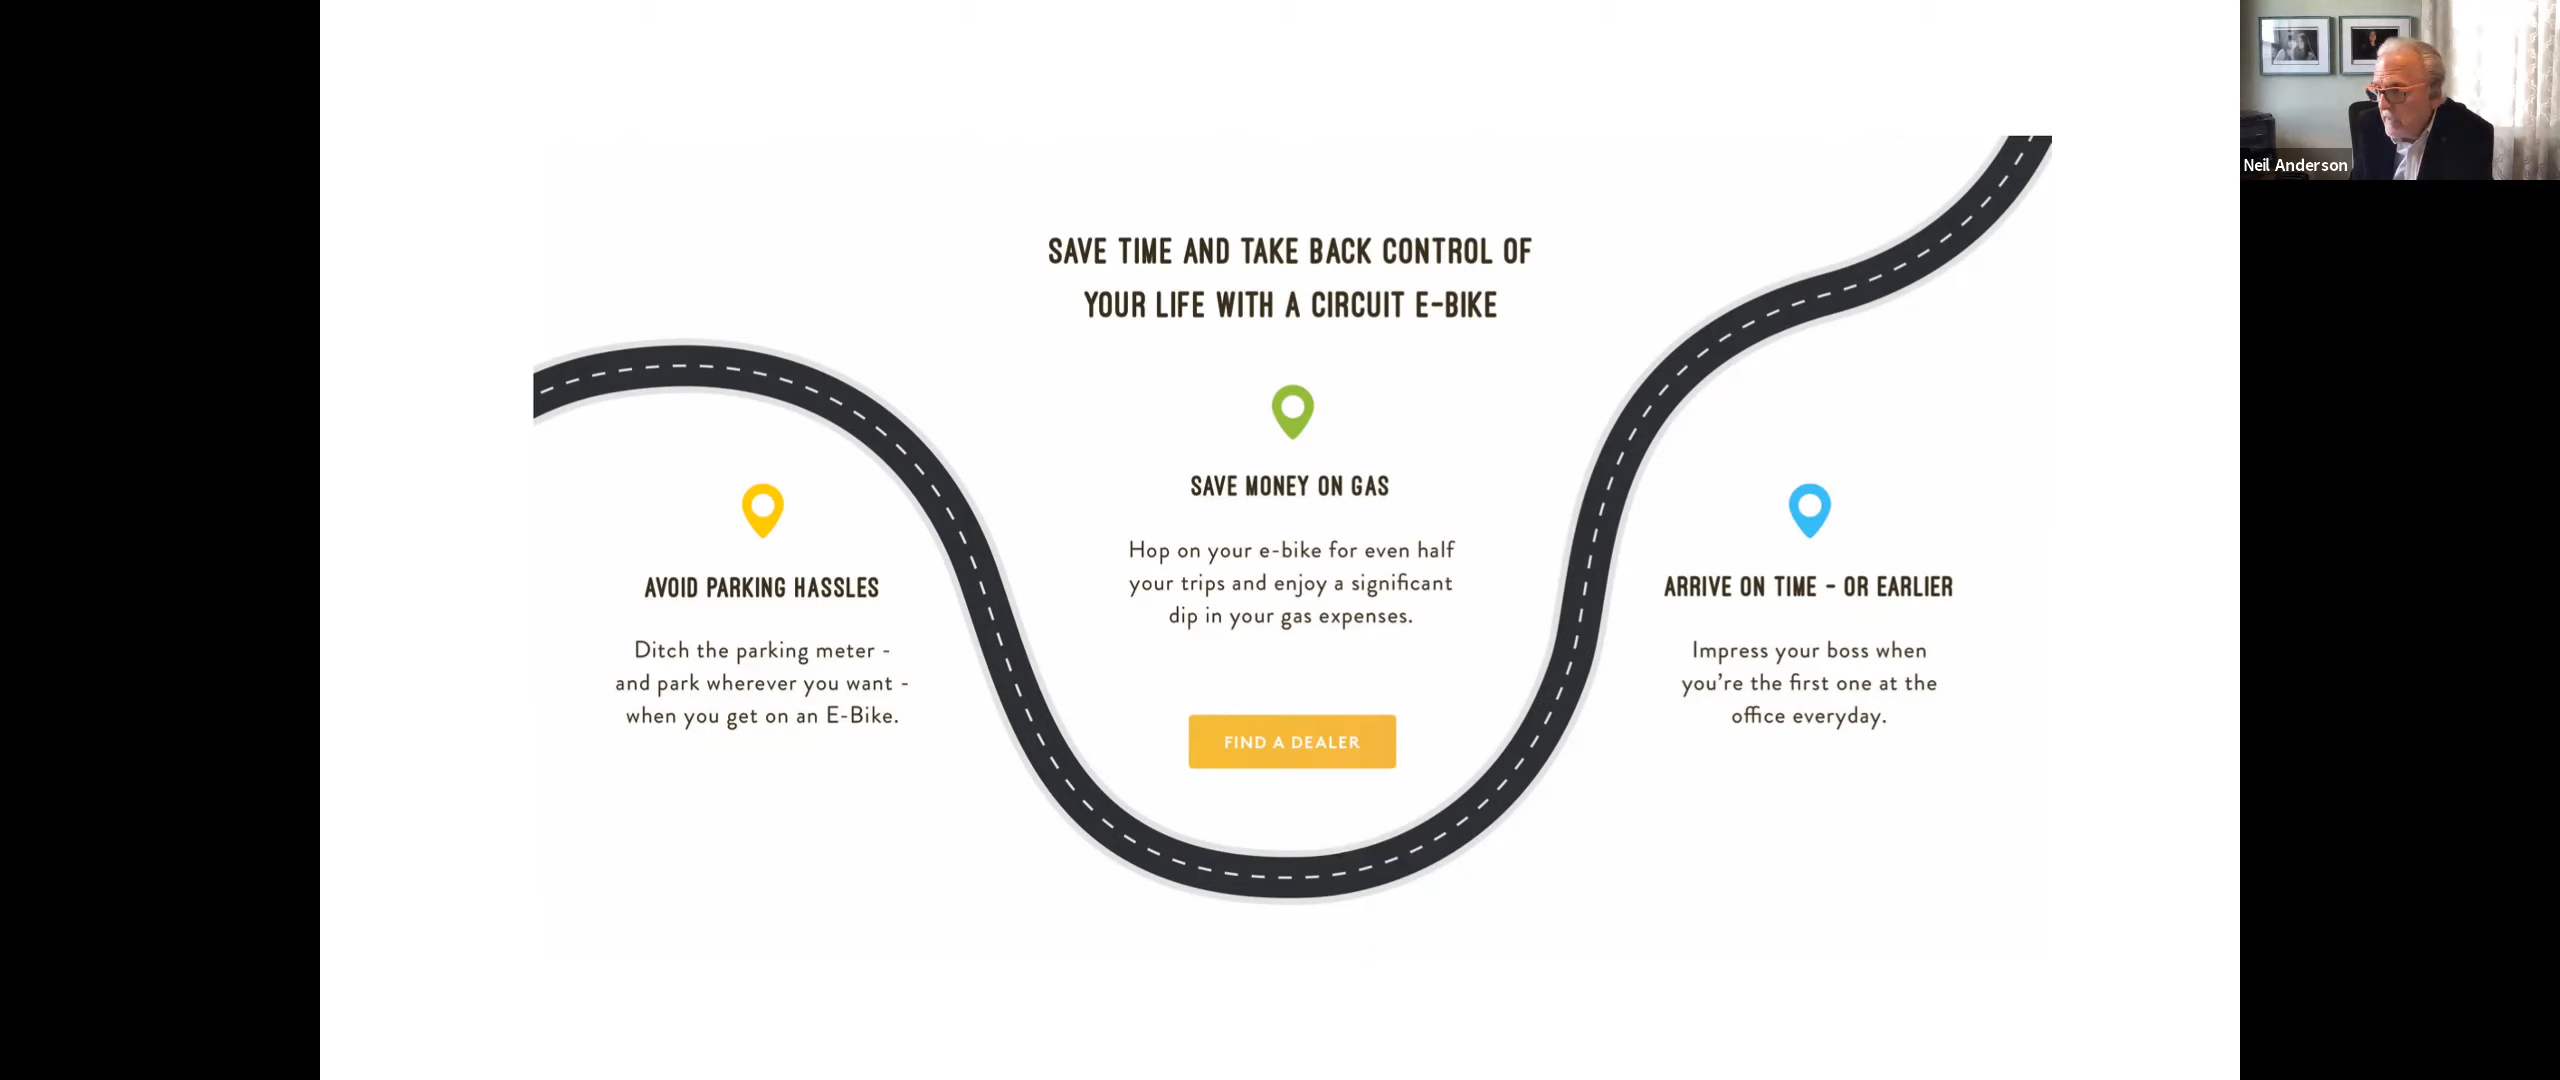 SAVE TIME AND TAKE BACK CONTROL OF
YOUR LIFE WITH A CIRCUIT E-BIKE
AVOID PARKING HASSLES
Ditch the parking meter -
and park wherever you want -
when you get on an E-Bike.
SAVE MONEY ON GAS
Hop on your e-bike for even half
your trips and enjoy a significant
dip in your gas expenses.
FIND A DEALER
ARRIVE ON TIME - OR EARLIER
Impress your boss when
you're the first one at the
office everyday.
Neil Anderson